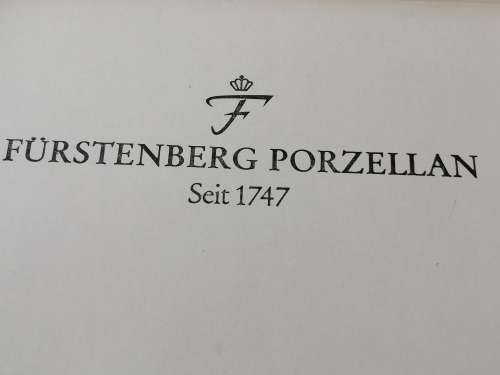 F
FÜRSTENBERG PORZELLAN
Seit 1747